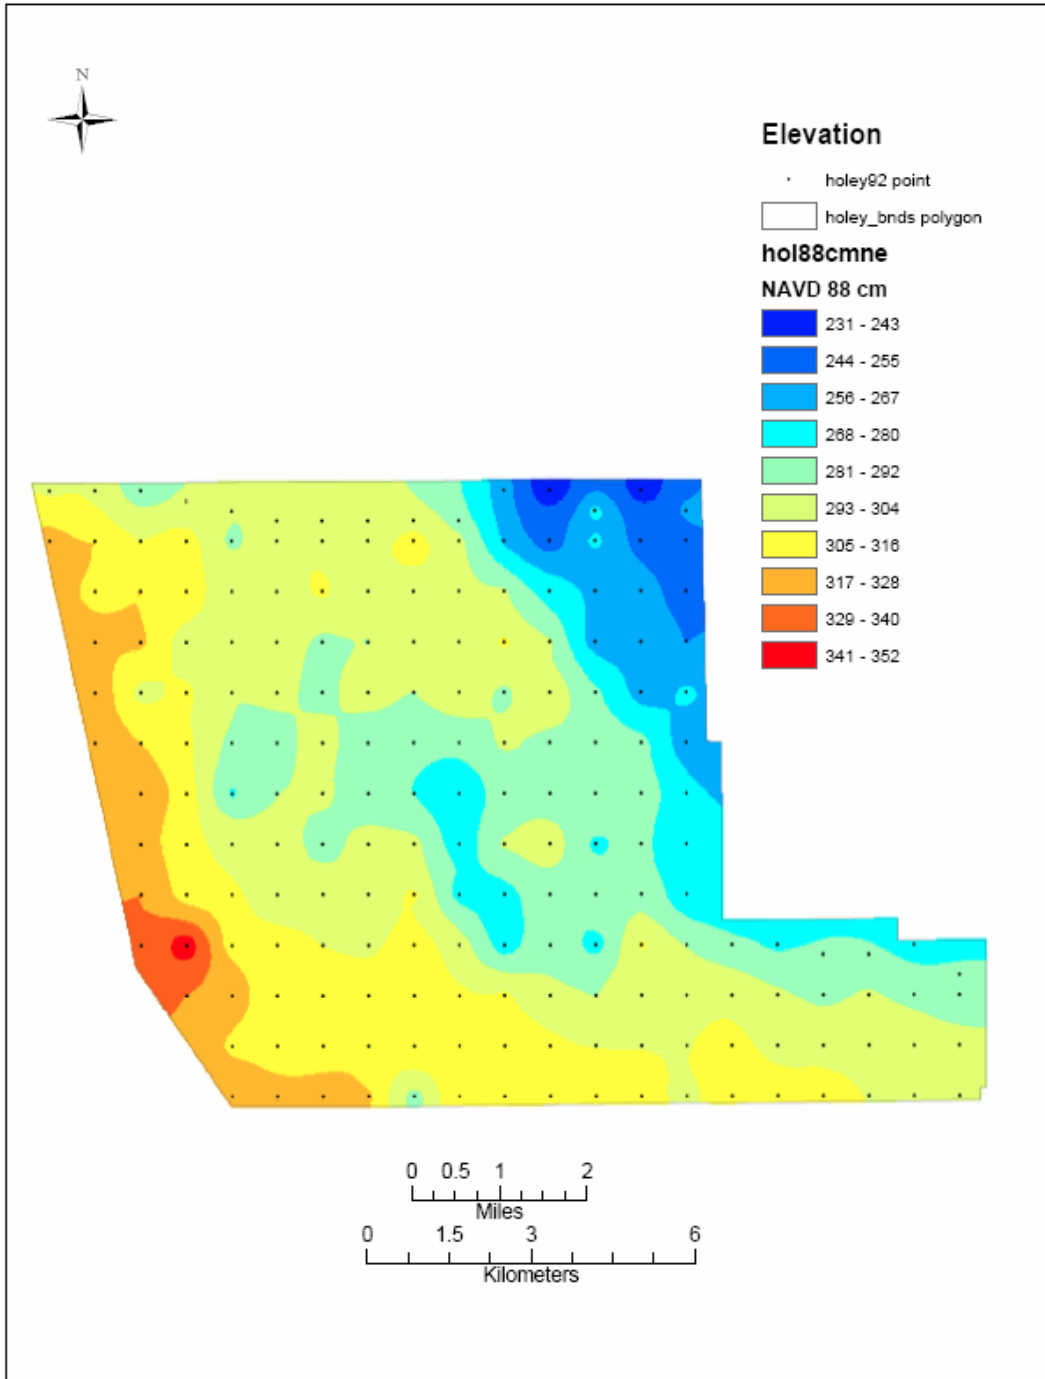 N
Elevation
holey92 point
holey_bnds polygon
hol88cmne
NAVD 88 cm
231 - 243
244 - 255
256 - 267
268 - 280
281 - 292
293 - 304
305 - 316
317 - 328
329 - 340
341 - 352
0 0.5 1 2
Miles
0 1.5 3 6
Kilometers